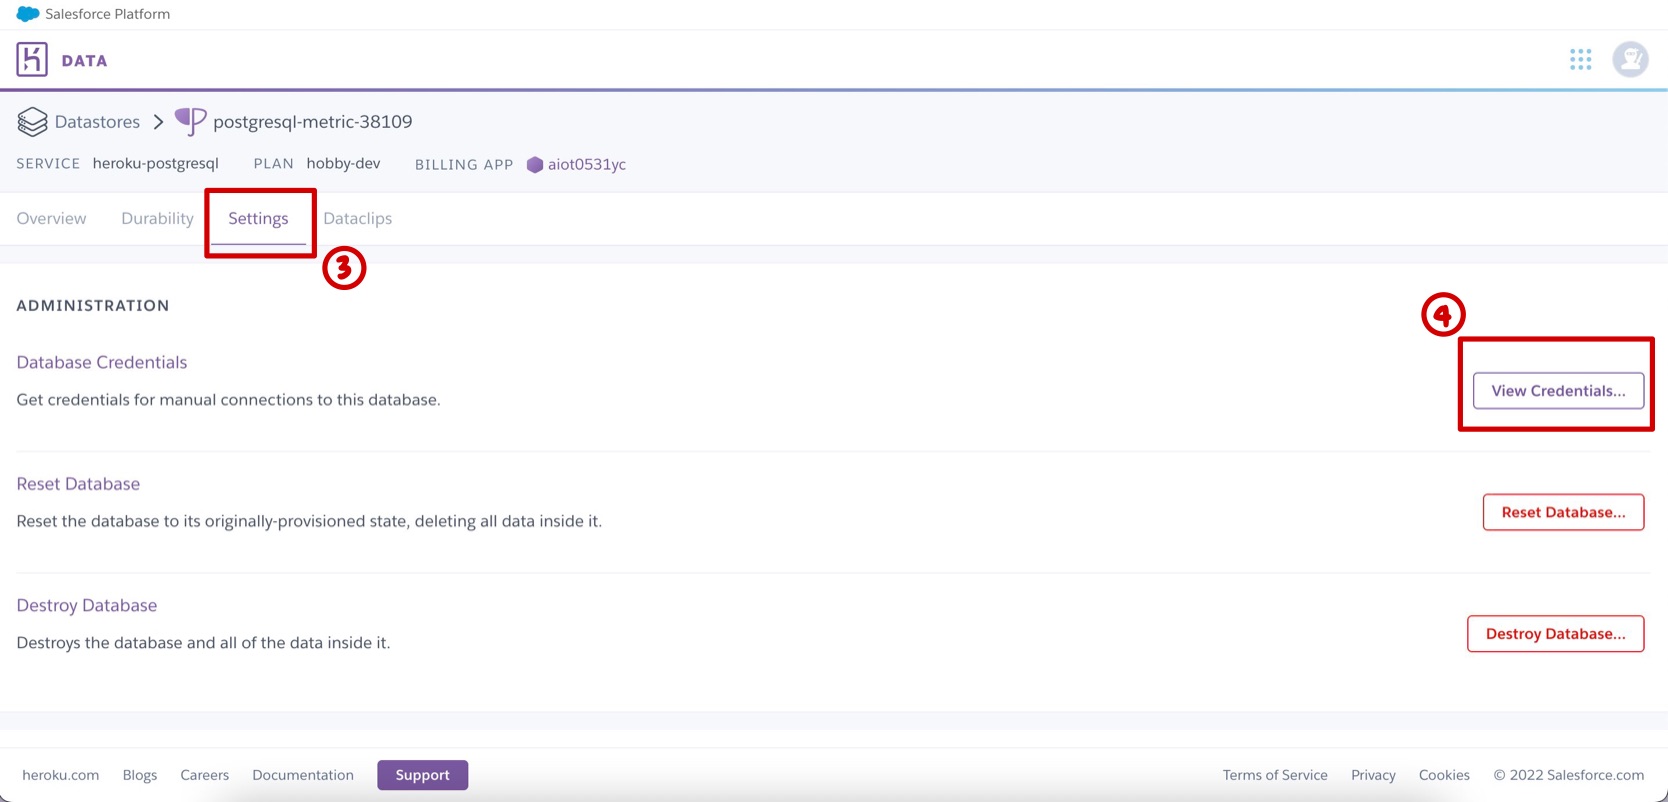 Salesforce Platform
DATA
Datastores > postgresql-metric-38109
SERVICE heroku-postgresql PLAN hobby-dev BILLING APP aiot0531yc
Overview Durability Settings Dataclips
3
ADMINISTRATION
4
Database Credentials
Get credentials for manual connections to this database.
View Credentials...
Reset Database
Reset the database to its originally-provisioned state, deleting all data inside it.
Reset Database...
Destroy Database
Destroys the database and all of the data inside it.
Destroy Database...
heroku.com Blogs Careers Documentation Support Terms of Service Privacy Cookies © 2022 Salesforce.com